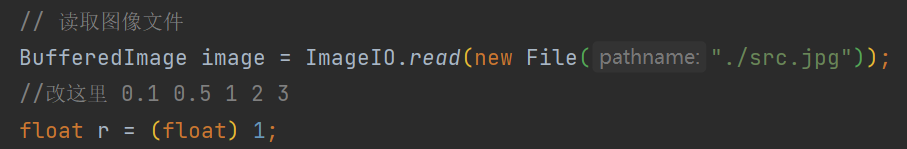 // 读取图像文件
BufferedImage image = ImageIO.read(new File( pathname: "./src.jpg"));
//改这里 0.1 0.5 1 2 3
float r = (float) 1;